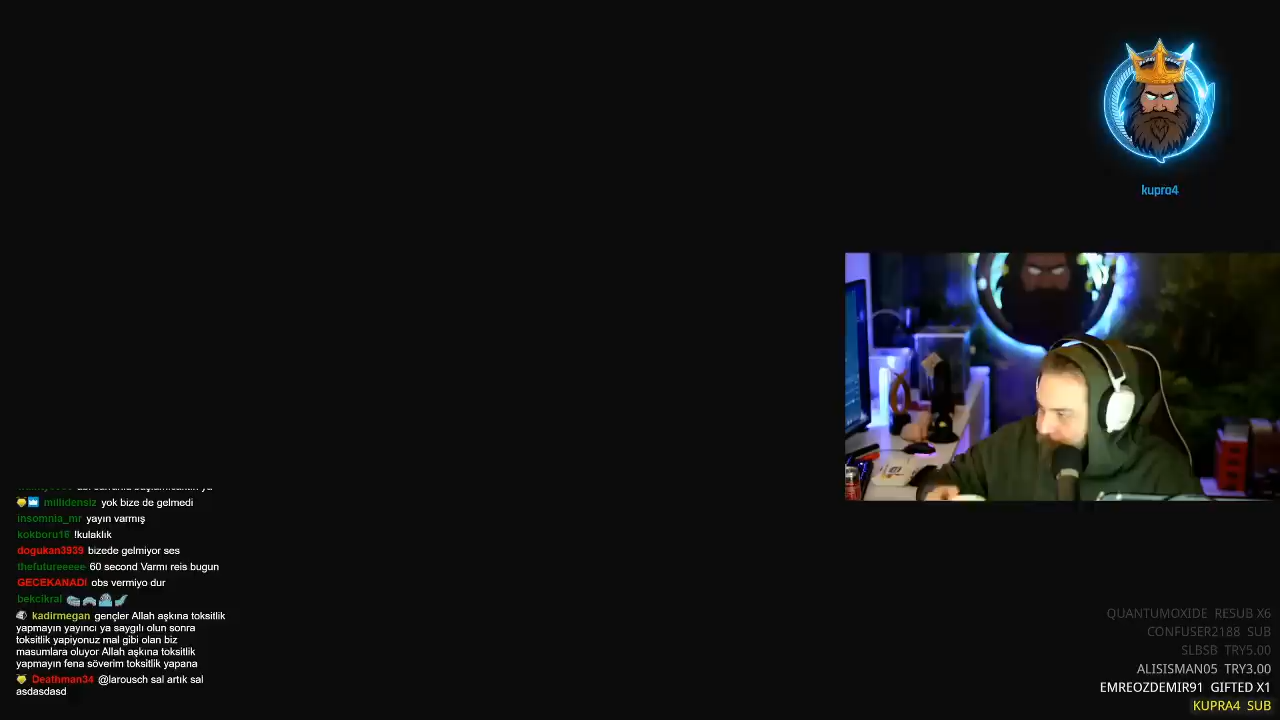 kupro4
millidensiz yok bize de gelmedi
insomnia_mr yayın varmış
kokboru16 !kulaklık
dogukan3939 bizede gelmiyor ses
thefutureeeee 60 second Varmı reis bugun
GECEKANADI obs vermiyo dur
bekcikral
kadirmegan gençler Allah aşkına toksitlik
yapmayın yayıncı ya saygılı olun sonra
toksitlik yapiyonuz mal gibi olan biz
masumlara oluyor Allah aşkına toksitlik
yapmayın fena söverim toksitlik yapana
Deathman34 @larousch sal artık sal
asdasdasd
QUANTUMOXIDE RESUB X6
CONFUSER2188 SUB
SLBSB TRY5.00
ALISISMAN05 TRY3.00
EMREOZDEMIR91 GIFTED X1
KUPRA4 SUB